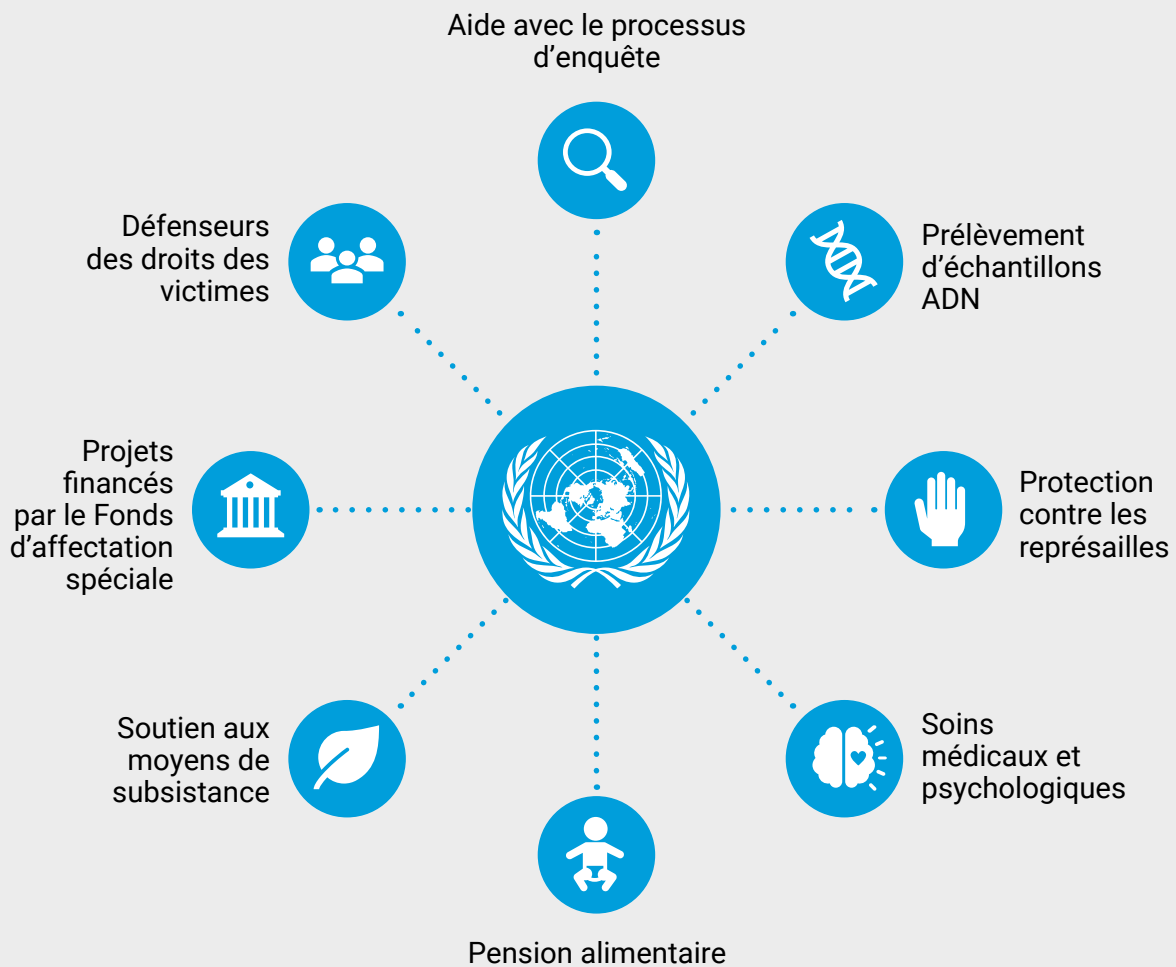 Aide avec le processus
d’enquête
Défenseurs
des droits des
victimes
Prélèvement
d’échantillons
ADN
Projets
financés
par le Fonds
d’affectation
spéciale
Protection
contre les
représailles
Soutien aux
moyens de
subsistance
Soins
médicaux et
psychologiques
Pension alimentaire